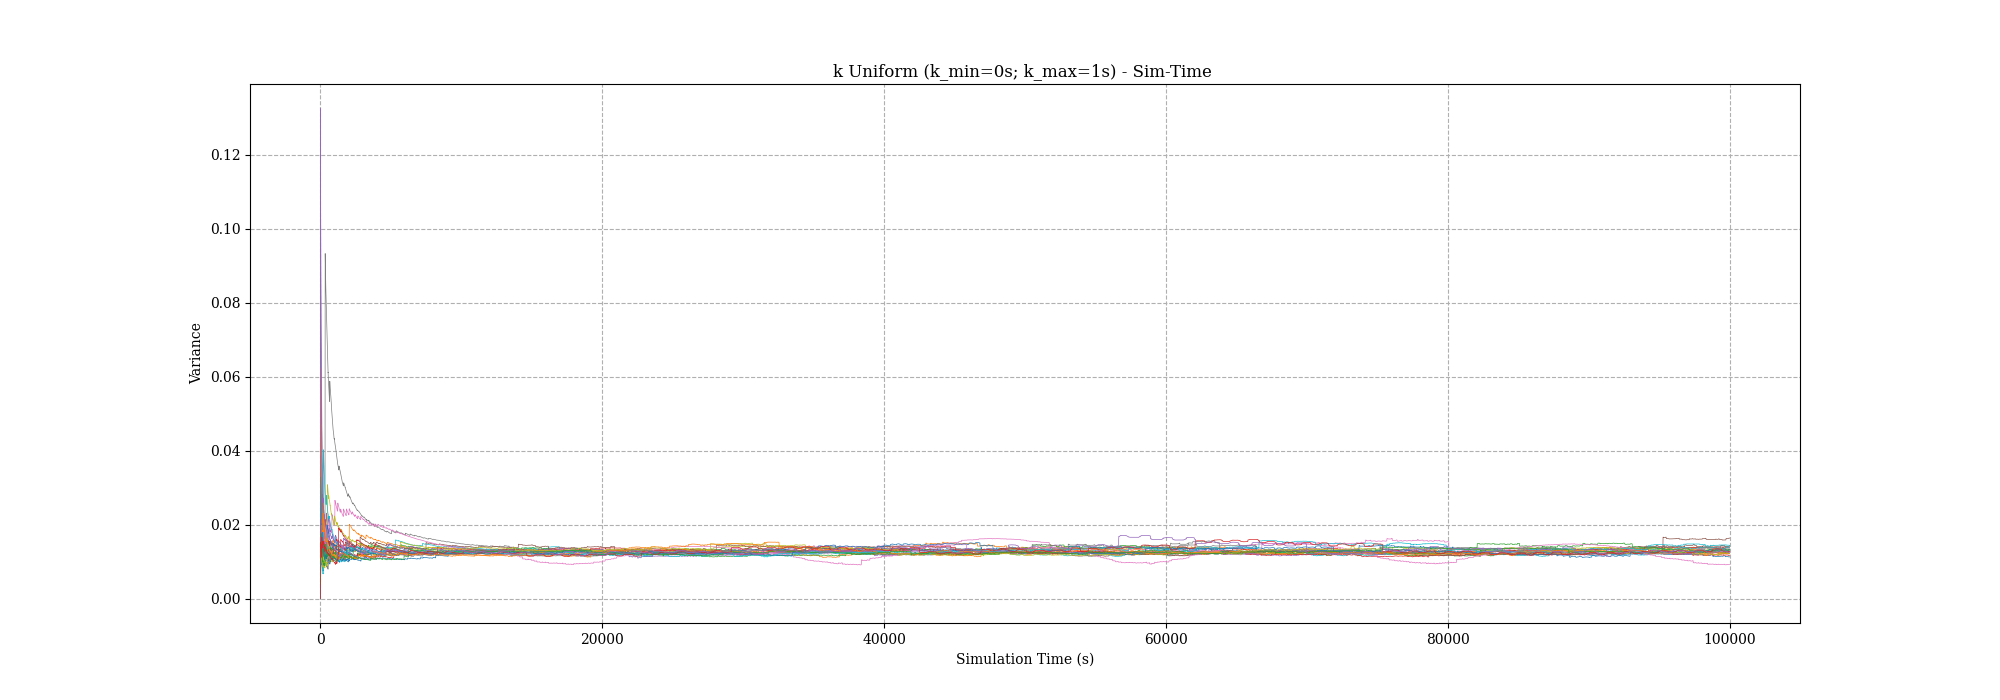 k Uniform (k_min=0s; k_max=1s) - Sim-Time
Variance
0.12
0.10
0.08
0.06
0.04
0.02
0.00
0 20000 40000 60000 80000 100000
Simulation Time (s)